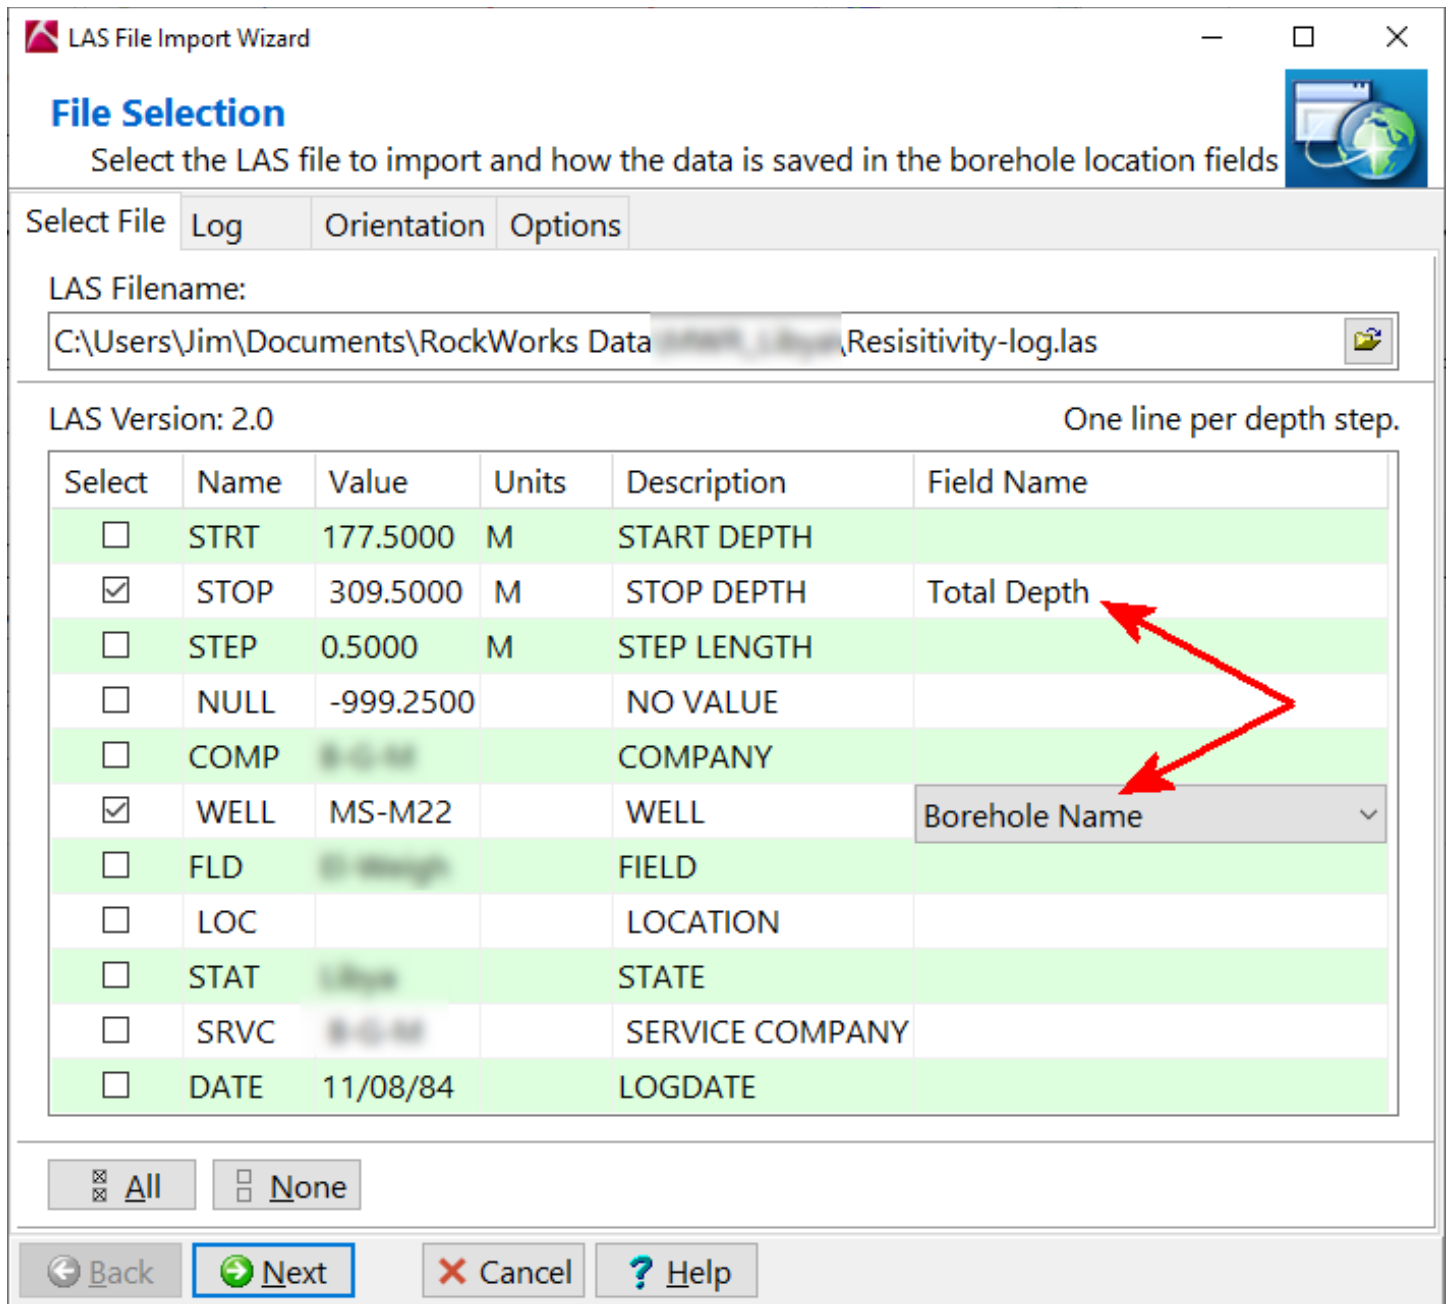 LAS File Import Wizard
File Selection
Select the LAS file to import and how the data is saved in the borehole location fields
Select File Log Orientation Options
LAS Filename:
C:\Users\Jim\Documents\RockWorks Data \Resisitivity-log.las
LAS Version: 2.0 One line per depth step.
Select Name Value Units Description Field Name
STRT 177.5000 M START DEPTH
STOP 309.5000 M STOP DEPTH Total Depth
STEP 0.5000 M STEP LENGTH
NULL -999.2500 NO VALUE
COMP COMPANY
WELL MS-M22 WELL Borehole Name
FLD FIELD
LOC LOCATION
STAT STATE
SRVC SERVICE COMPANY
DATE 11/08/84 LOGDATE
All None
Back Next Cancel Help